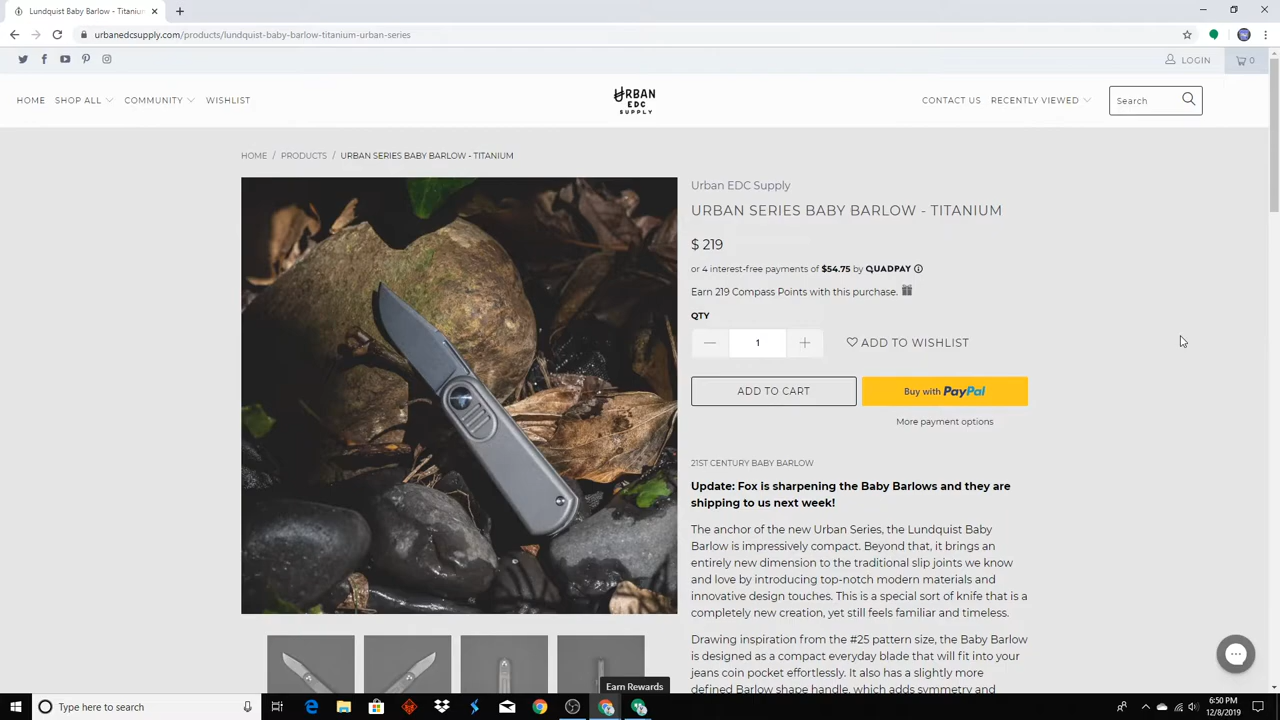 Lundquist Baby Barlow - Titaniun
urbanedcsupply.com/products/lundquist-baby-barlow-titanium-urban-series
LOGIN
0
HOME SHOP ALL COMMUNITY WISHLIST
URBAN
EDC
SUPPLY
CONTACT US RECENTLY VIEWED
Search
HOME / PRODUCTS / URBAN SERIES BABY BARLOW - TITANIUM
Urban EDC Supply
URBAN SERIES BABY BARLOW - TITANIUM
$ 219
or 4 interest-free payments of $54.75 by QUADPAY
Earn 219 Compass Points with this purchase.
QTY
1
ADD TO WISHLIST
ADD TO CART
Buy with PayPal
More payment options
21ST CENTURY BABY BARLOW
Update: Fox is sharpening the Baby Barlows and they are
shipping to us next week!
The anchor of the new Urban Series, the Lundquist Baby
Barlow is impressively compact. Beyond that, it brings an
entirely new dimension to the traditional slip joints we know
and love by introducing top-notch modern materials and
innovative design touches. This is a special sort of knife that is a
completely new creation, yet still feels familiar and timeless.
Drawing inspiration from the #25 pattern size, the Baby Barlow
is designed as a compact everyday blade that will fit into your
jeans coin pocket effortlessly. It also has a slightly more
defined Barlow shape handle, which adds symmetry and
Earn Rewards
Type here to search
6:50 PM
12/8/2019